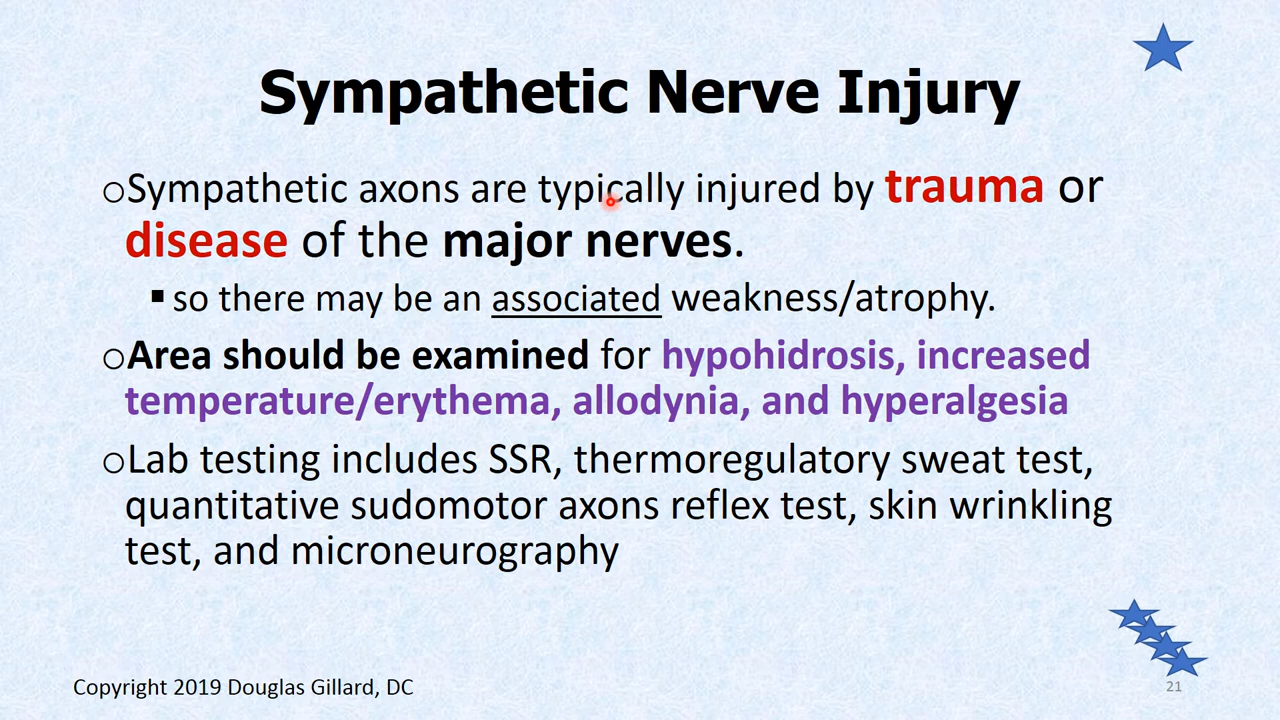 Sympathetic Nerve Injury
oSympathetic axons are typically injured by trauma or
disease of the major nerves.
▪ so there may be an associated weakness/atrophy.
oArea should be examined for hypohidrosis, increased
temperature/erythema, allodynia, and hyperalgesia
oLab testing includes SSR, thermoregulatory sweat test,
quantitative sudomotor axons reflex test, skin wrinkling
test, and microneurography
Copyright 2019 Douglas Gillard, DC
21